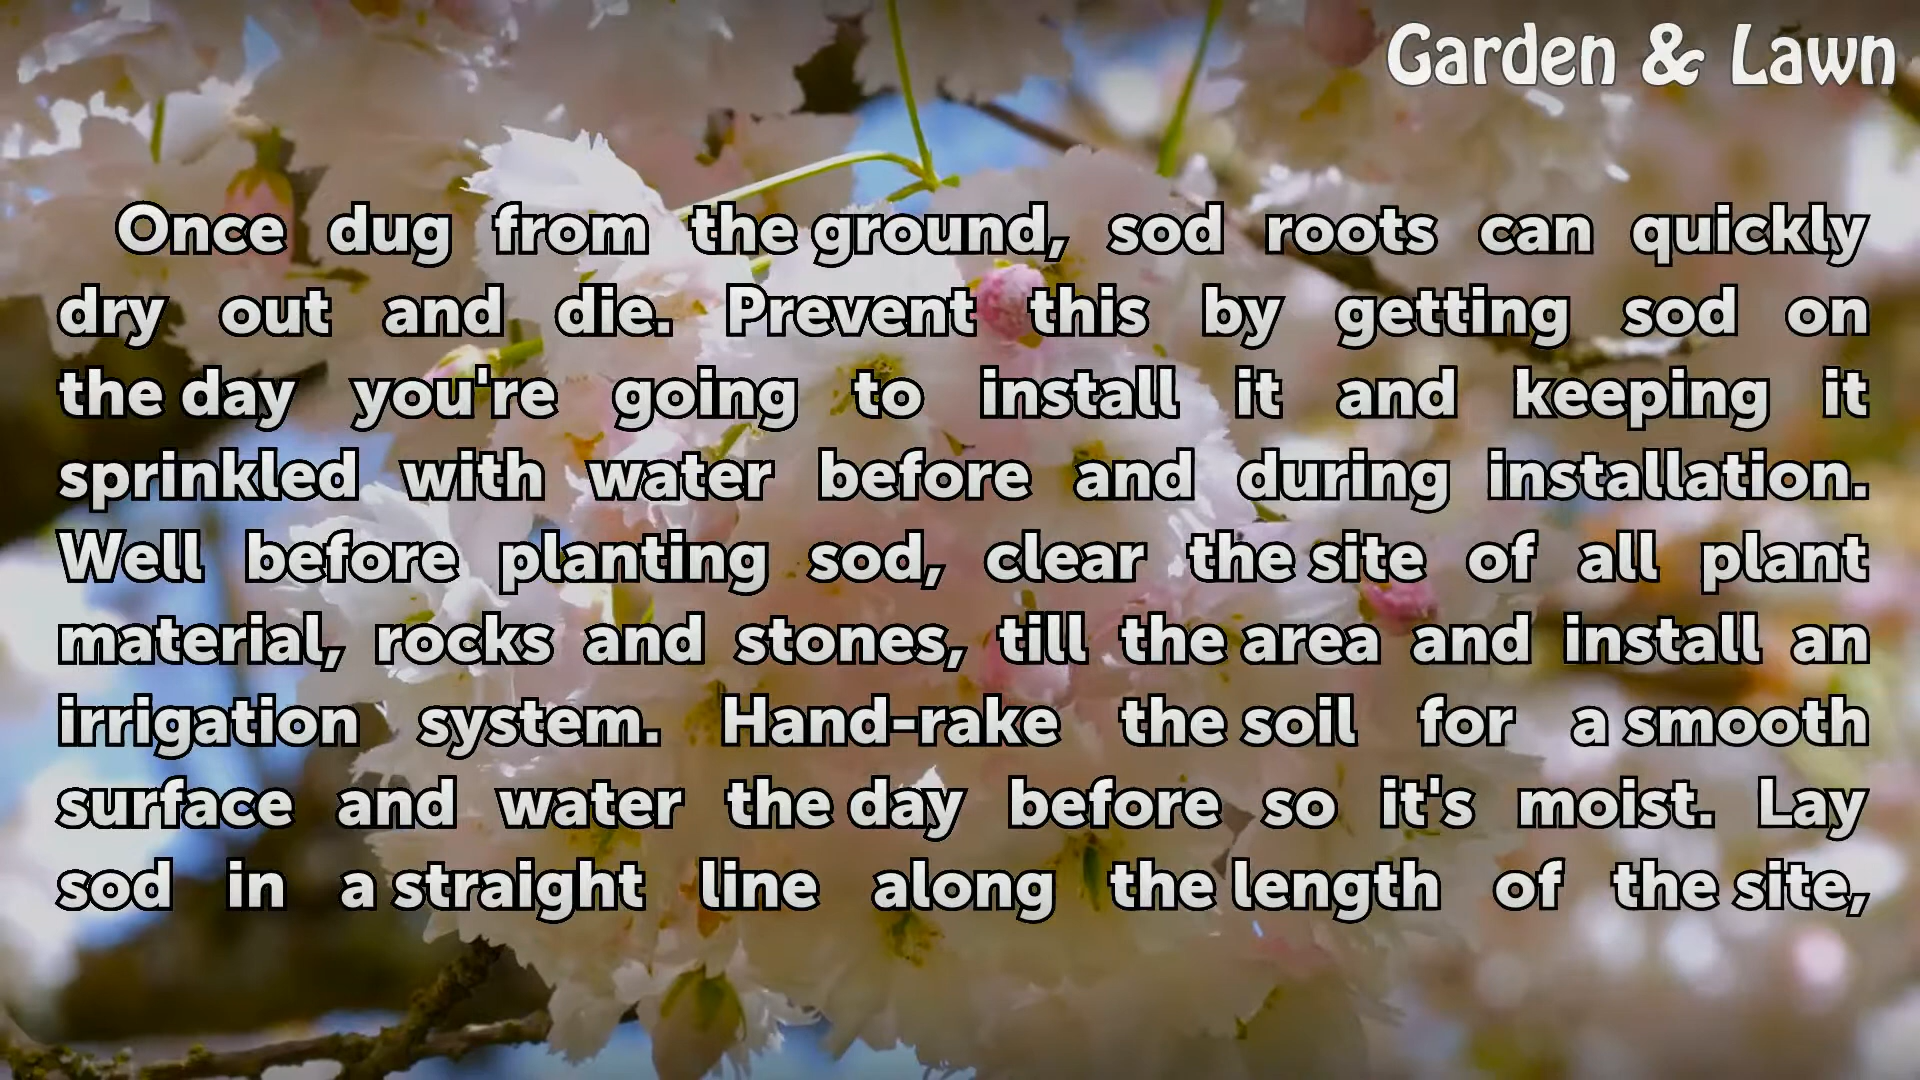 Garden & Lawn
Once dug from the ground, sod roots can quickly
dry out and die. Prevent this by getting sod on
the day you're going to install it and keeping it
sprinkled with water before and during installation.
Well before planting sod, clear the site of all plant
material, rocks and stones, till the area and install an
irrigation system. Hand-rake the soil for a smooth
surface and water the day before so it's moist. Lay
sod in a straight line along the length of the site,